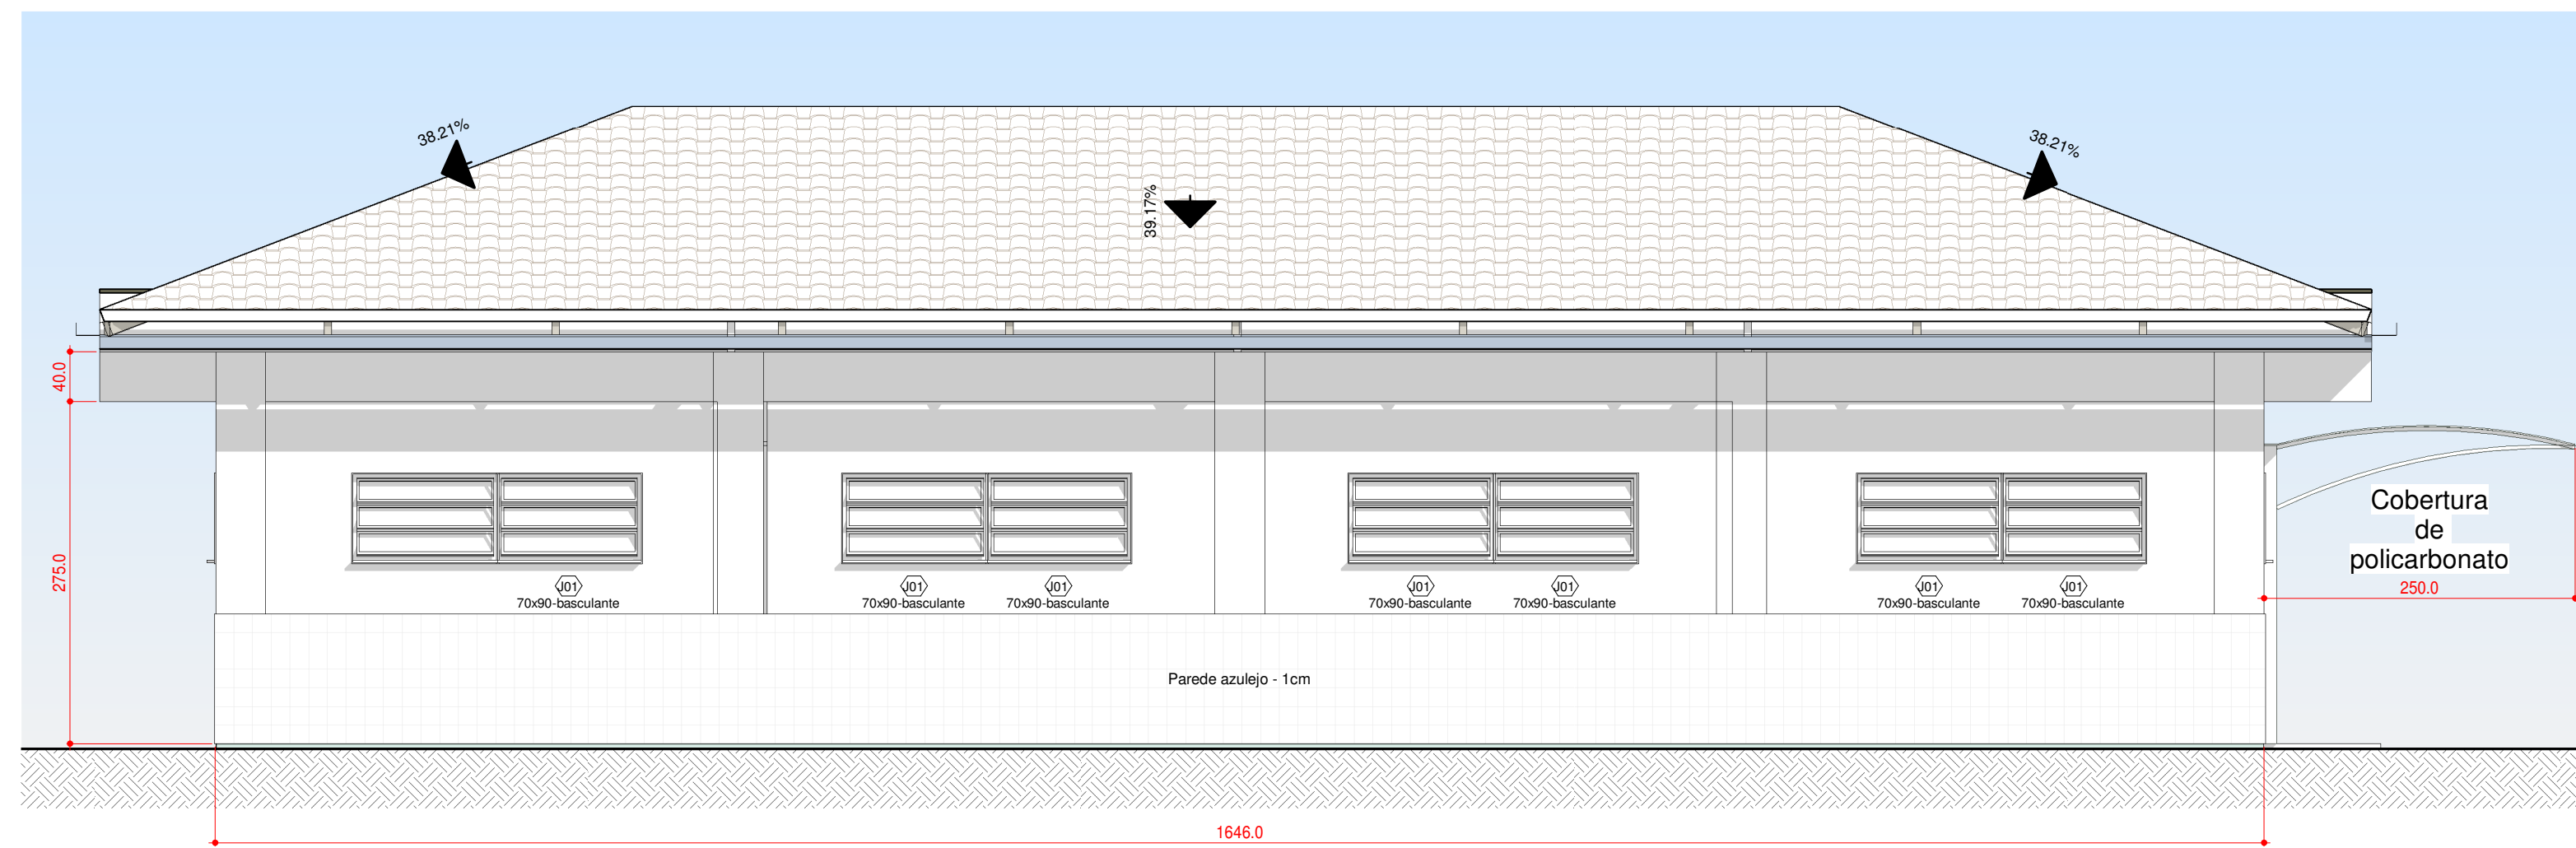 38.21%
38.21%
39.17%
40.0
275.0
Cobertura
de
policarbonato
250.0
J01
J01
J01
J01
J01
J01
J01
70x90-basculante
70x90-basculante
70x90-basculante
70x90-basculante
70x90-basculante
70x90-basculante
70x90-basculante
Parede azulejo - 1cm
1646.0